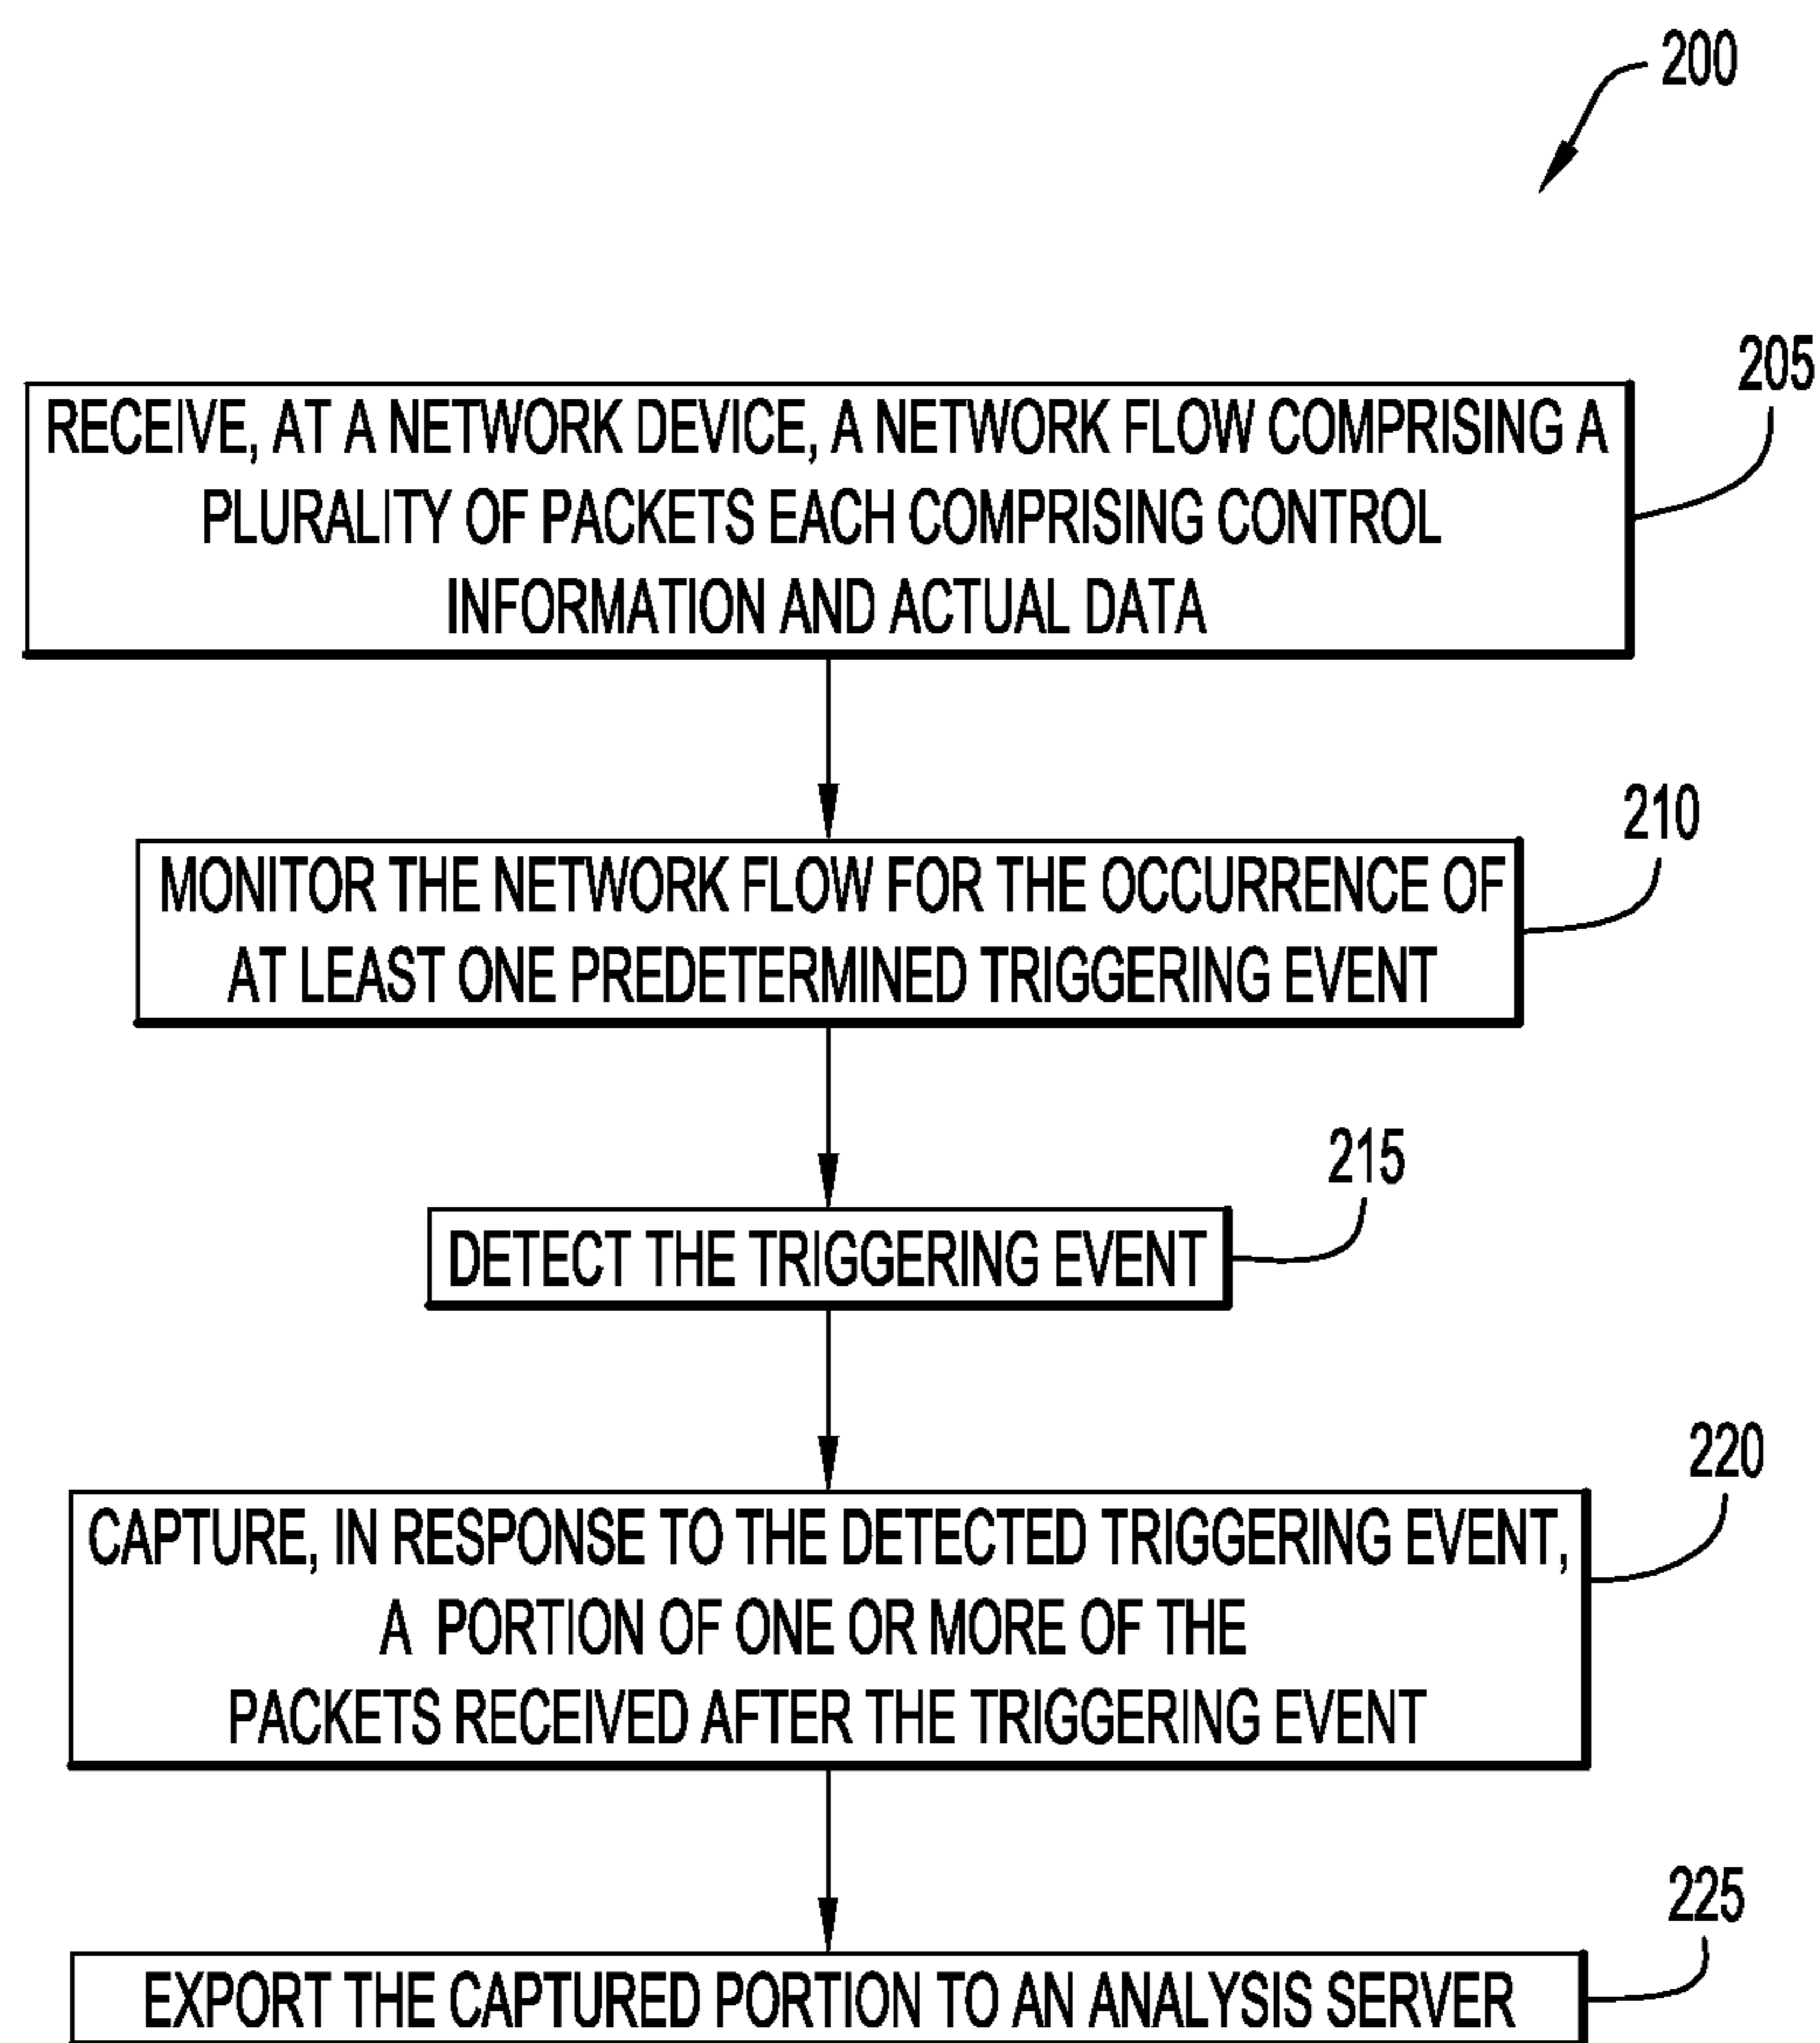 200
205
RECEIVE, AT A NETWORK DEVICE, A NETWORK FLOW COMPRISING A
PLURALITY OF PACKETS EACH COMPRISING CONTROL
INFORMATION AND ACTUAL DATA
210
MONITOR THE NETWORK FLOW FOR THE OCCURRENCE OF
AT LEAST ONE PREDETERMINED TRIGGERING EVENT
215
DETECT THE TRIGGERING EVENT
220
CAPTURE, IN RESPONSE TO THE DETECTED TRIGGERING EVENT,
A PORTION OF ONE OR MORE OF THE
PACKETS RECEIVED AFTER THE TRIGGERING EVENT
225
EXPORT THE CAPTURED PORTION TO AN ANALYSIS SERVER